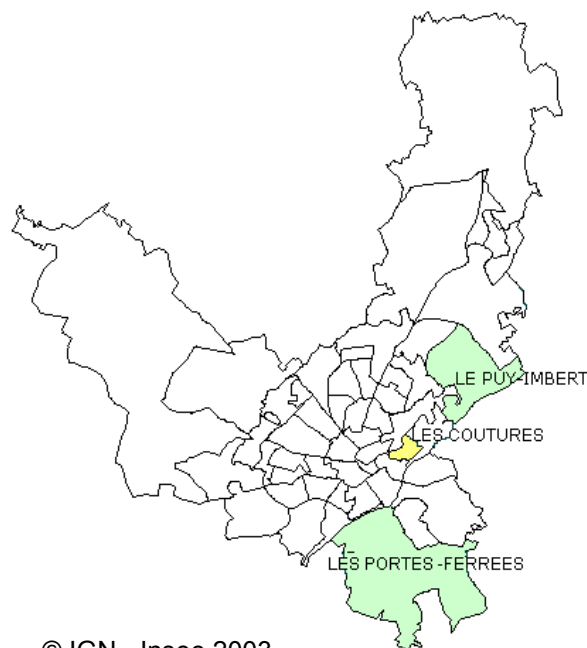 LE PUY-IMBERT
LES COUTURES
LES PORTES -FERREES
© IGN - Insee 2003